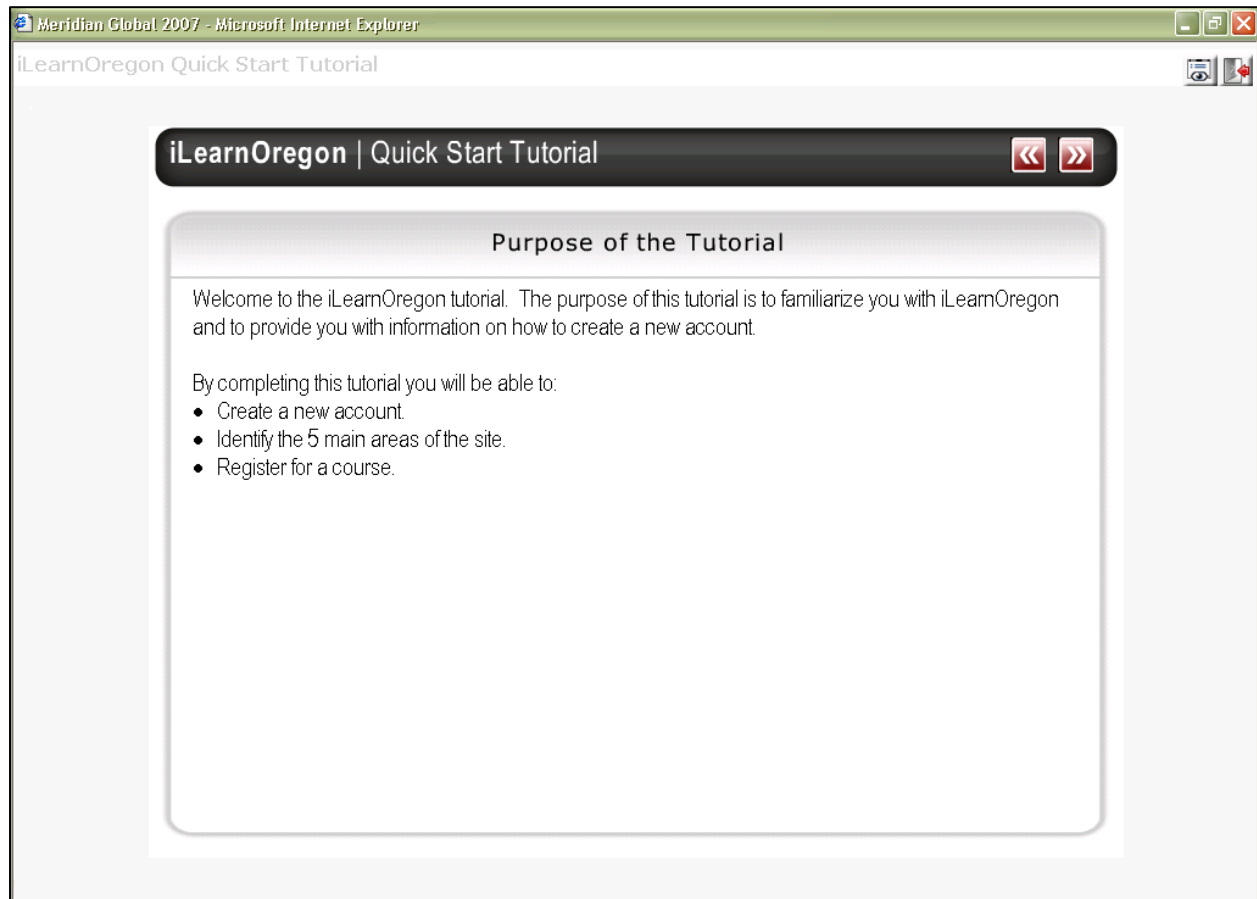 Meridian Global 2007 - Microsoft Internet Explorer
iLearnOregon Quick Start Tutorial
iLearnOregon | Quick Start Tutorial
Purpose of the Tutorial
Welcome to the iLearnOregon tutorial.  The purpose of this tutorial is to familiarize you with iLearnOregon
and to provide you with information on how to create a new account.
By completing this tutorial you will be able to:
• Create a new account.
• Identify the 5 main areas of the site.
• Register for a course.